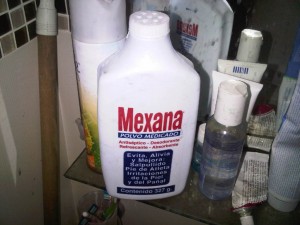 Mexana
POLVO MEDICADO
Antiséptico - Desodorante
Refrescante - Absorbente
Evita, Alivia
y Mejora:
Salpullido
Pie de Atleta
Irritaciones
de la Piel
y del Pañal
Contenido